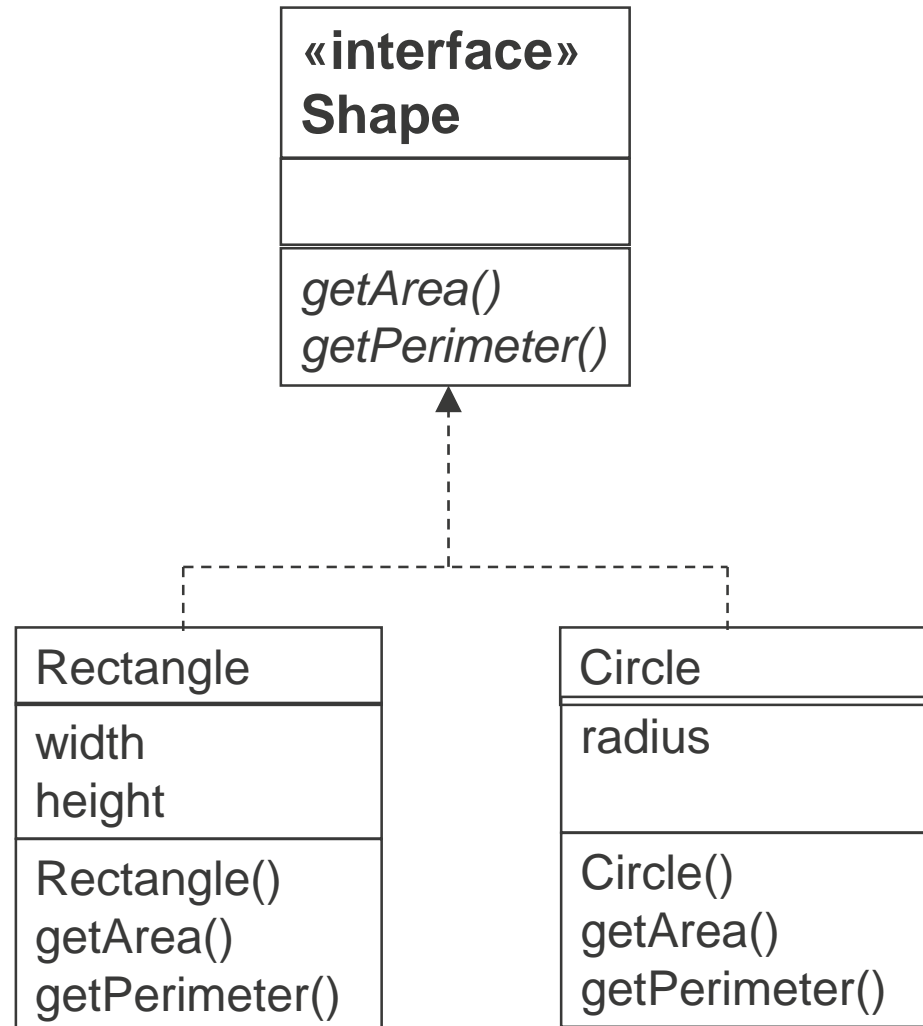 «interface»
Shape
getArea()
getPerimeter()
Rectangle
width
height
Rectangle()
getArea()
getPerimeter()
Circle
radius
Circle()
getArea()
getPerimeter()